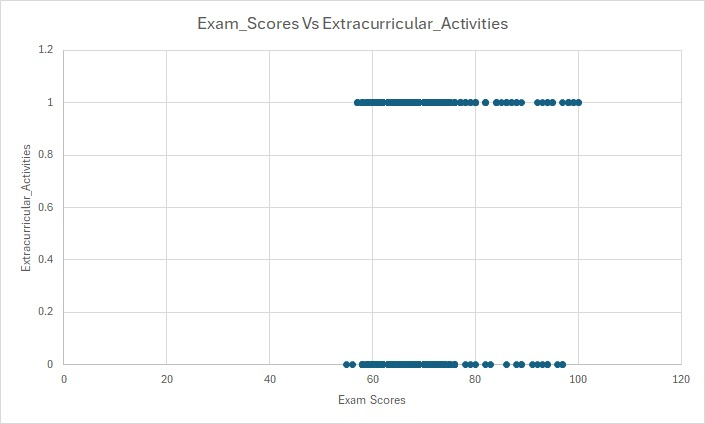 Exam_Scores Vs Extracurricular_Activities
1.2
1
0.8
0.6
0.4
0.2
0
Extracurricular_Activities
0 20 40 60 80 100 120
Exam Scores